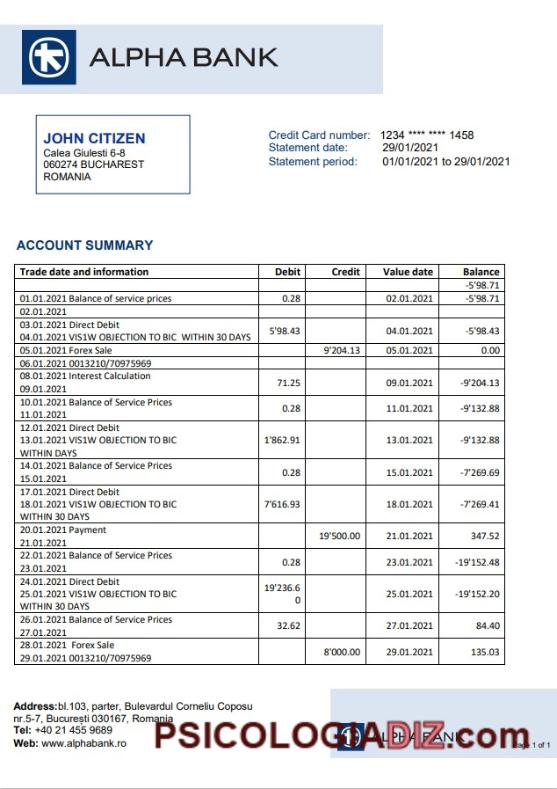 ALPHA BANK
JOHN CITIZEN
Calea Giulesti 6-8
060274 BUCHAREST
ROMANIA
Credit Card number: 1234 **** **** 1458
Statement date: 29/01/2021
Statement period: 01/01/2021 to 29/01/2021
ACCOUNT SUMMARY
Trade date and information Debit Credit Value date Balance
-5'98.71
01.01.2021 Balance of service prices 0.28 02.01.2021 -5'98.71
02.01.2021
03.01.2021 Direct Debit
04.01.2021 VIS1W OBJECTION TO BIC WITHIN 30 DAYS 5'98.43 04.01.2021 -5'98.43
05.01.2021 Forex Sale 9'204.13 05.01.2021 0.00
06.01.2021 0013210/70975969
08.01.2021 Interest Calculation
09.01.2021 71.25 09.01.2021 -9'204.13
10.01.2021 Balance of Service Prices
11.01.2021 0.28 11.01.2021 -9'132.88
12.01.2021 Direct Debit
13.01.2021 VIS1W OBJECTION TO BIC 1'862.91 13.01.2021 -9'132.88
WITHIN DAYS
14.01.2021 Balance of Service Prices
15.01.2021 0.28 15.01.2021 -7'269.69
17.01.2021 Direct Debit
18.01.2021 VIS1W OBJECTION TO BIC 7'616.93 18.01.2021 -7'269.41
WITHIN 30 DAYS
20.01.2021 Payment
21.01.2021 19'500.00 21.01.2021 347.52
22.01.2021 Balance of Service Prices
23.01.2021 0.28 23.01.2021 -19'152.48
24.01.2021 Direct Debit
25.01.2021 VIS1W OBJECTION TO BIC 19'236.60 25.01.2021 -19'152.20
WITHIN 30 DAYS
26.01.2021 Balance of Service Prices
27.01.2021 32.62 27.01.2021 84.40
28.01.2021 Forex Sale
29.01.2021 0013210/70975969 8'000.00 29.01.2021 135.03
Address:bl.103, parter, Bulevardul Corneliu Coposu
nr.5-7, București 030167, Romania
Tel: +40 21 455 9689
Web: www.alphabank.ro
PSICOLOGIADIZ.com
ALPHA BANK
Page 1 of 1